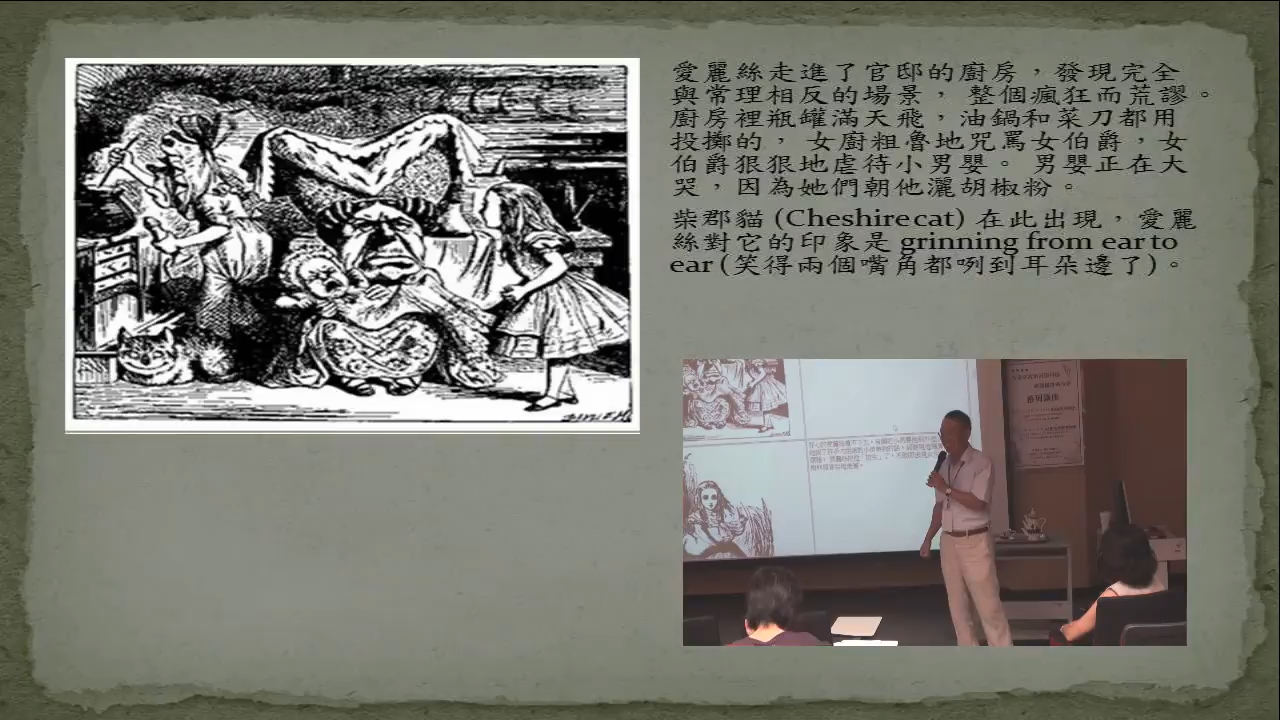 愛麗絲走進了官邸的廚房，發現完全
與常理相反的場景， 整個瘋狂而荒謬。
廚房裡瓶罐滿天飛，油鍋和菜刀都用
投擲的， 女廚粗魯地咒罵女伯爵，女
伯爵狠狠地虐待小男嬰。 男嬰正在大
哭，因為她們朝他灑胡椒粉。
柴郡貓 (Cheshire cat) 在此出現，愛麗
絲對它的印象是 grinning from ear to
ear (笑得兩個嘴角都咧到耳朵邊了)。